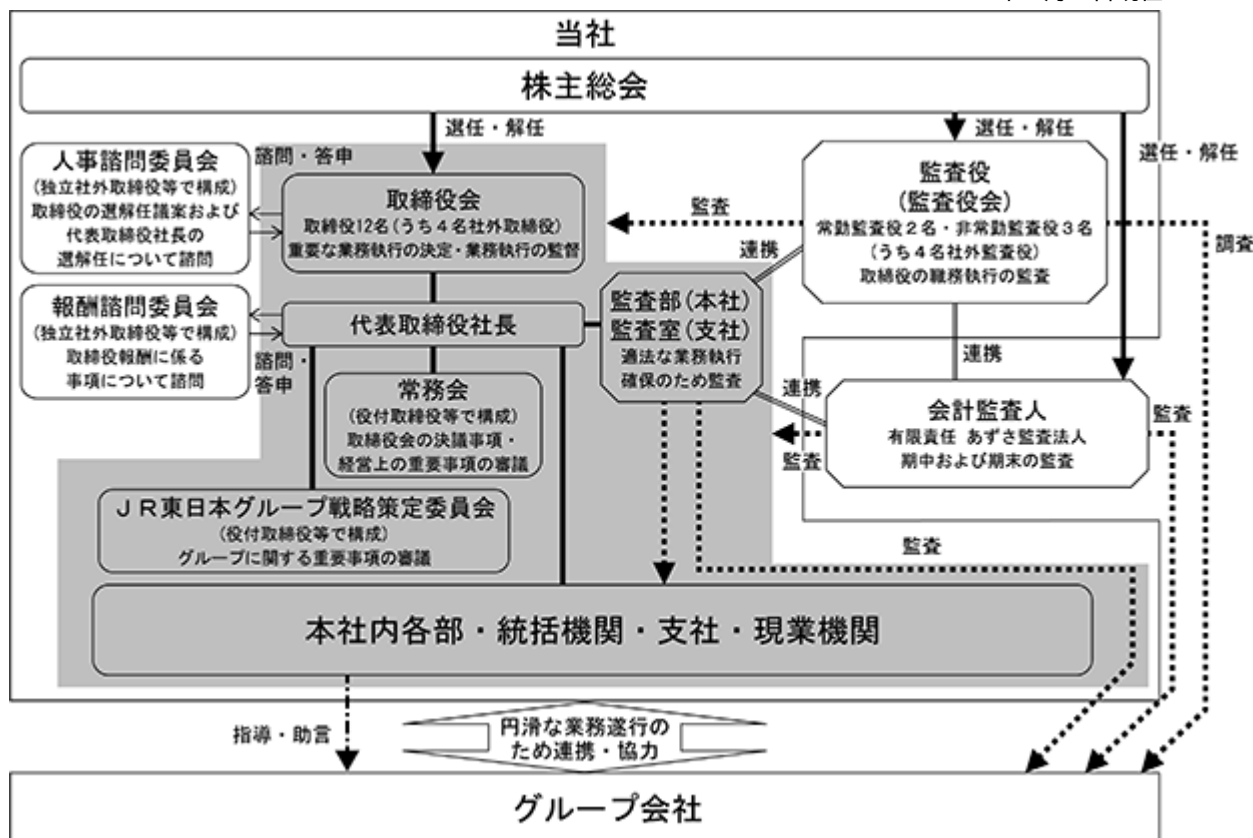 当社
株主総会
選任・解任
選任・解任
選任・解任
人事諮問委員会
(独立社外取締役等で構成)
取締役の選解任議案および
代表取締役社長の
選解任について諮問
諮問・答申
取締役会
取締役12名(うち4名社外取締役)
重要な業務執行の決定・業務執行の監督
監査
監査役
(監査役会)
常勤監査役2名・非常勤監査役3名
(うち4名社外監査役)
取締役の職務執行の監査
調査
連携
報酬諮問委員会
(独立社外取締役等で構成)
取締役報酬に係る
事項について諮問
諮問・
答申
代表取締役社長
監査部(本社)
監査室(支社)
適法な業務執行
確保のため監査
連携
連携
常務会
(役付取締役等で構成)
取締役会の決議事項・
経営上の重要事項の審議
会計監査人
有限責任 あずさ監査法人
期中および期末の監査
監査
監査
JR東日本グループ戦略策定委員会
(役付取締役等で構成)
グループに関する重要事項の審議
監査
本社内各部・統括機関・支社・現業機関
指導・助言
円滑な業務遂行の
ため連携・協力
グループ会社